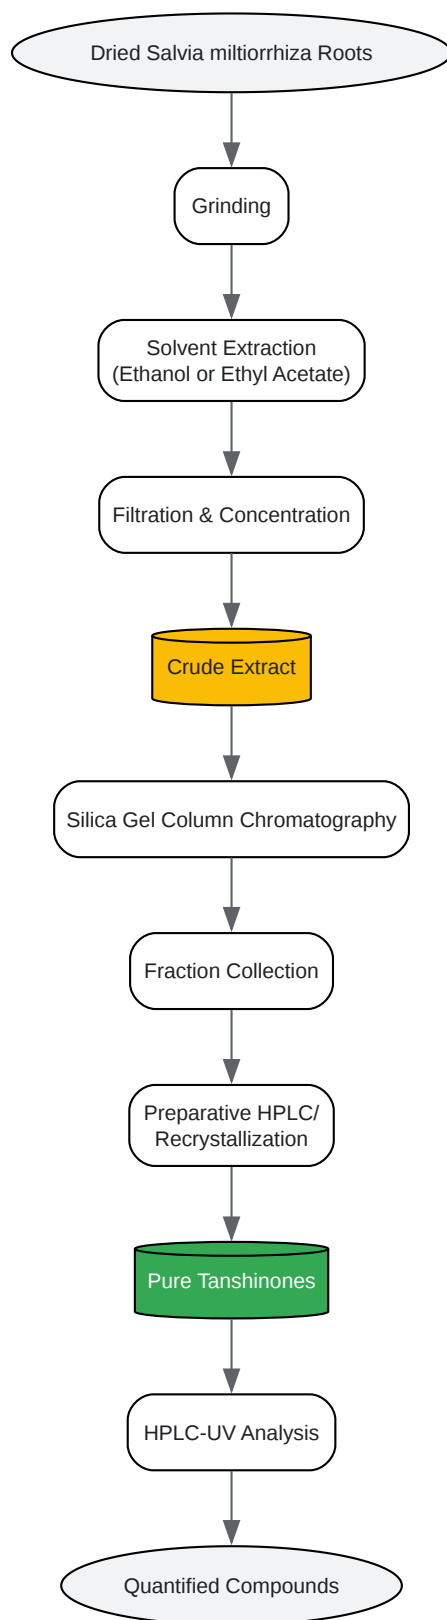 Dried Salvia miltiorrhiza Roots
Grinding
Solvent Extraction
(Ethanol or Ethyl Acetate)
Filtration & Concentration
Crude Extract
Silica Gel Column Chromatography
Fraction Collection
Preparative HPLC/
Recrystallization
Pure Tanshinones
HPLC-UV Analysis
Quantified Compounds